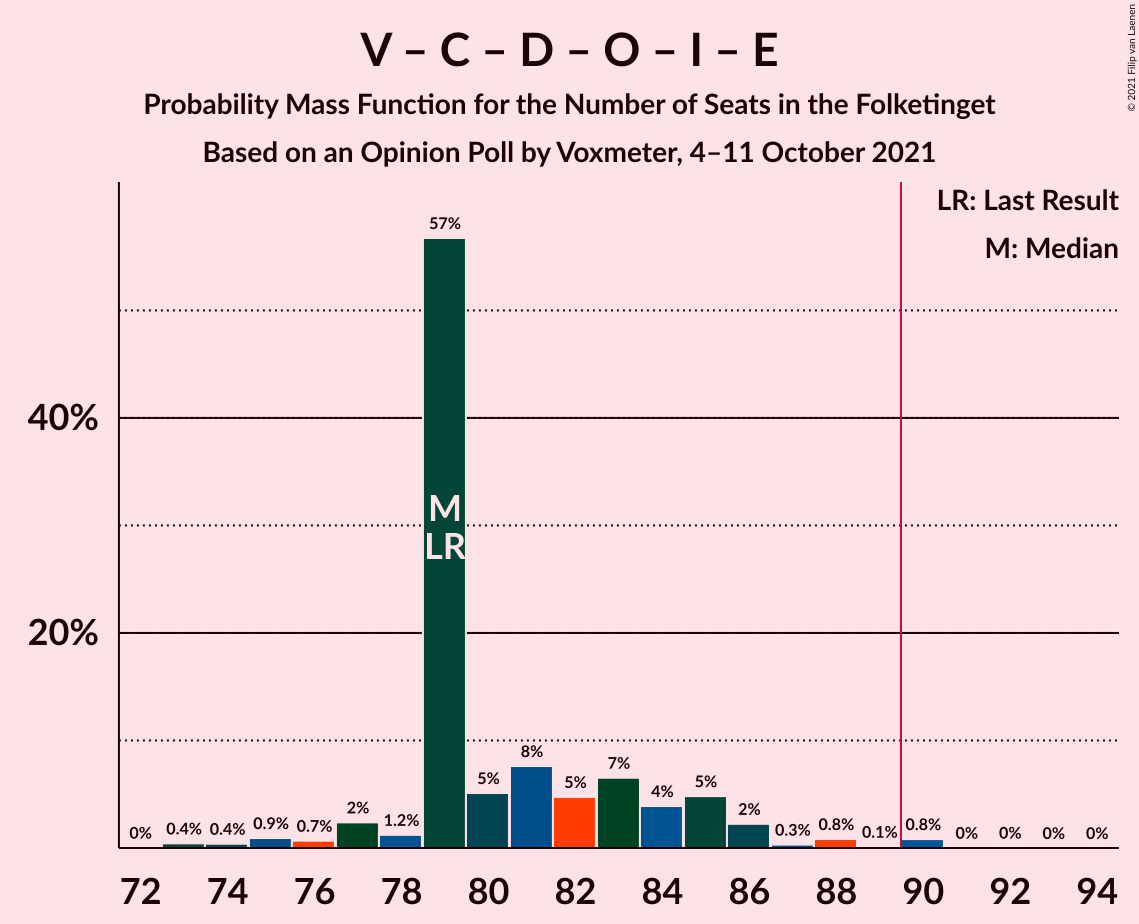 V – C – D – O – I – E
Probability Mass Function for the Number of Seats in the Folketinget
Based on an Opinion Poll by Voxmeter, 4–11 October 2021
© 2021 Filip van Laenen
LR: Last Result
M: Median
40%
20%
0% 0.4% 0.4% 0.9% 0.7% 2% 1.2% 57% 5% 8% 5% 7% 4% 5% 2% 0.3% 0.8% 0.1% 0.8% 0% 0% 0% 0%
M
LR
72 74 76 78 80 82 84 86 88 90 92 94